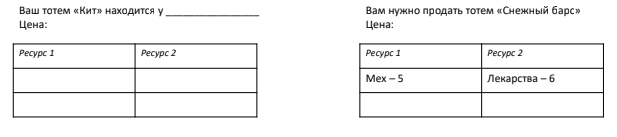 Ваш тотем «Кит» находится у ________________
Цена:
Ресурс 1 Ресурс 2
Вам нужно продать тотем «Снежный барс»
Цена:
Ресурс 1 Ресурс 2
Мех – 5 Лекарства – 6